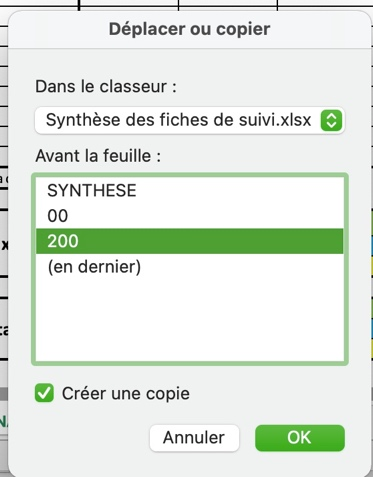 Déplacer ou copier
Dans le classeur :
Synthèse des fiches de suivi.xlsx
Avant la feuille :
SYNTHESE
00
200
(en dernier)
Créer une copie
Annuler
OK